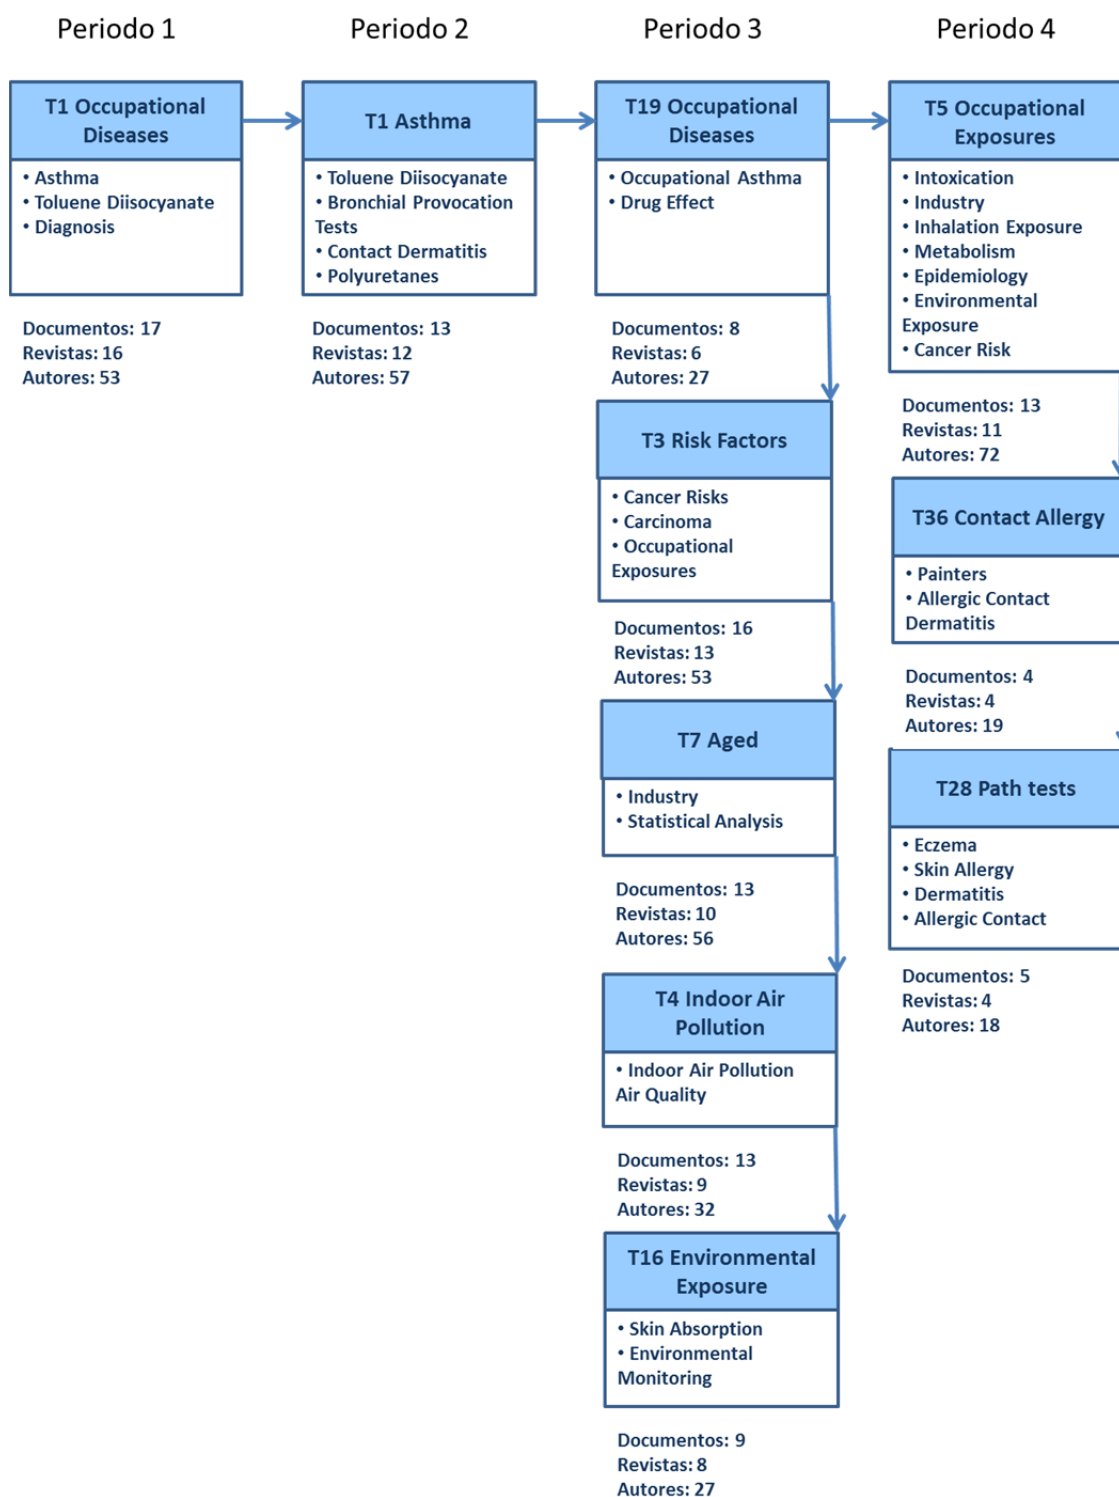 Periodo 1
Periodo 2
Periodo 3
Periodo 4
T1 Occupational
Diseases
• Asthma
• Toluene Diisocyanate
• Diagnosis
Documentos: 17
Revistas: 16
Autores: 53
T1 Asthma
• Toluene Diisocyanate
• Bronchial Provocation
Tests
• Contact Dermatitis
• Polyuretanes
Documentos: 13
Revistas: 12
Autores: 57
T19 Occupational
Diseases
• Occupational Asthma
• Drug Effect
Documentos: 8
Revistas: 6
Autores: 27
T3 Risk Factors
• Cancer Risks
• Carcinoma
• Occupational
Exposures
Documentos: 16
Revistas: 13
Autores: 53
T7 Aged
• Industry
• Statistical Analysis
Documentos: 13
Revistas: 10
Autores: 56
T4 Indoor Air
Pollution
• Indoor Air Pollution
Air Quality
Documentos: 13
Revistas: 9
Autores: 32
T16 Environmental
Exposure
• Skin Absorption
• Environmental
Monitoring
Documentos: 9
Revistas: 8
Autores: 27
T5 Occupational
Exposures
• Intoxication
• Industry
• Inhalation Exposure
• Metabolism
• Epidemiology
• Environmental
Exposure
• Cancer Risk
Documentos: 13
Revistas: 11
Autores: 72
T36 Contact Allergy
• Painters
• Allergic Contact
Dermatitis
Documentos: 4
Revistas: 4
Autores: 19
T28 Path tests
• Eczema
• Skin Allergy
• Dermatitis
• Allergic Contact
Documentos: 5
Revistas: 4
Autores: 18